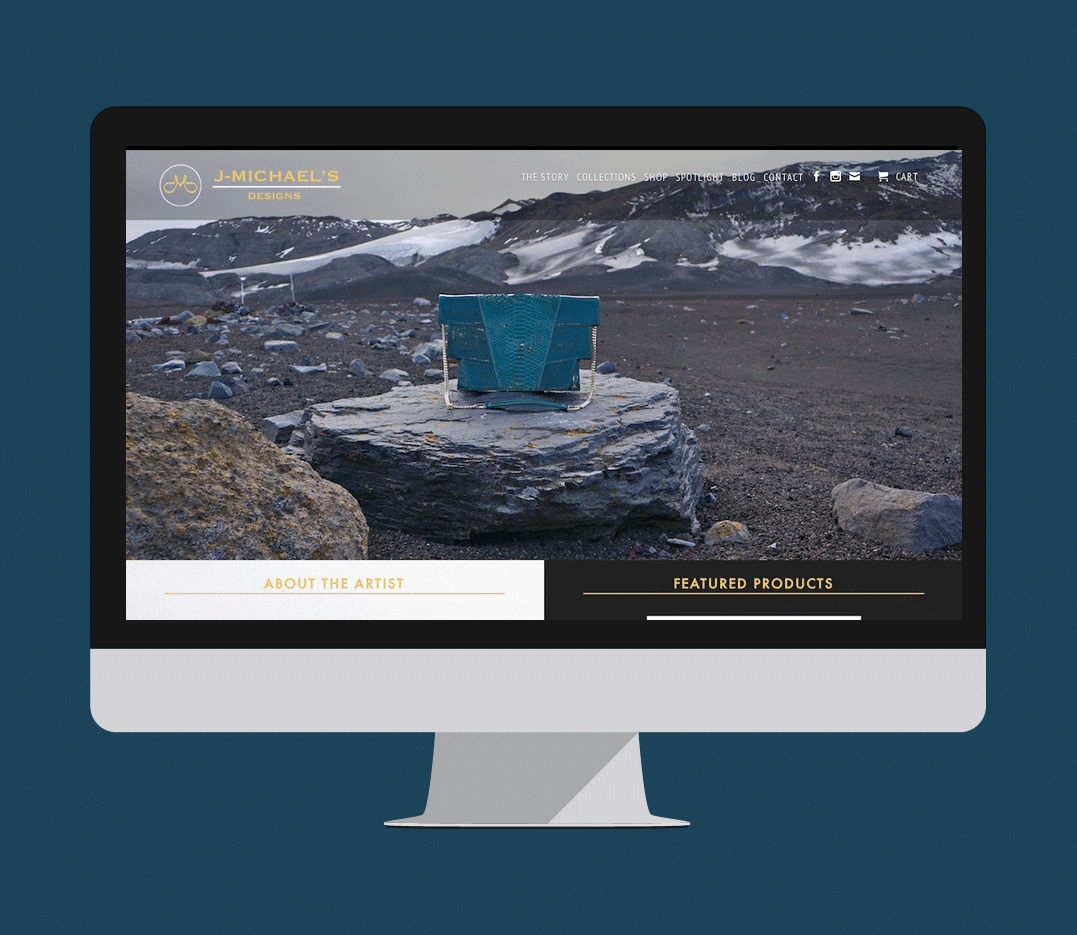 J-MICHAEL'S
DESIGNS
THE STORY COLLECTIONS SHOP SPOTLIGHT BLOG CONTACT CART
ABOUT THE ARTIST
FEATURED PRODUCTS